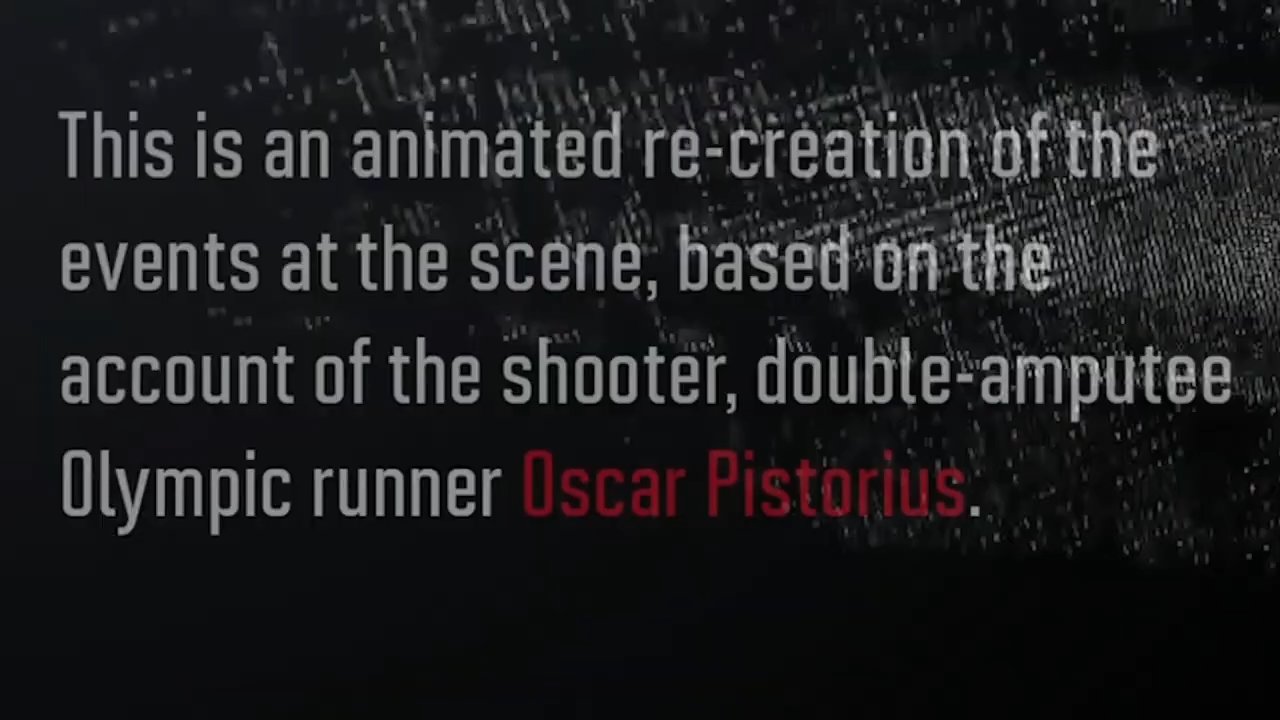 This is an animated re-creation of the
events at the scene, based on the
account of the shooter, double-amputee
Olympic runner Oscar Pistorius.